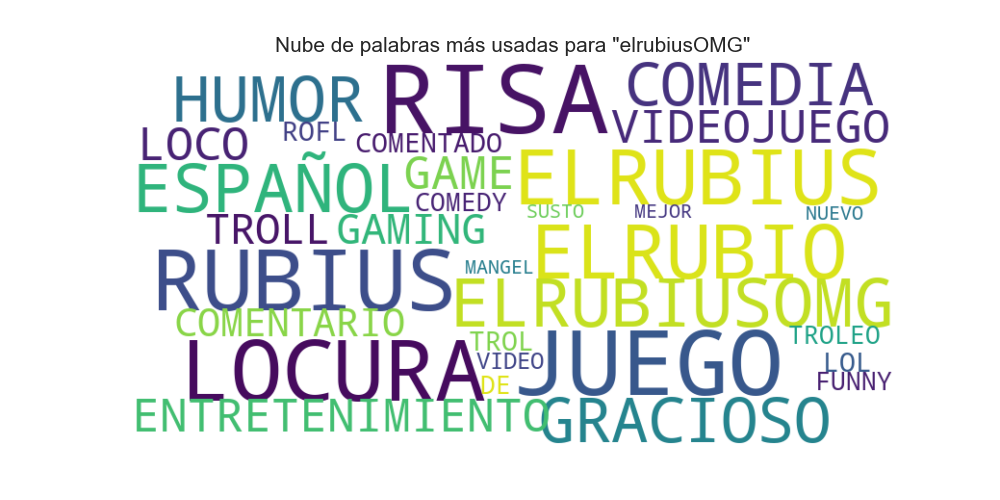 Nube de palabras más usadas para "elrubiusOMG"
HUMOR RISA COMEDIA
LOCO ROFL COMENTADO VIDEOJUEGO
ESPAÑOL GAME ELRUBIUS
COMEDY SUSTO MEJOR NUEVO
TROLL GAMING ELRUBIO
RUBIUS MANGEL ELRUBIUSOMG
COMENTARIO TROL JUEGO TROLEO
LOCURA VIDEO LOL
DE FUNNY
ENTRETENIMIENTO GRACIOSO